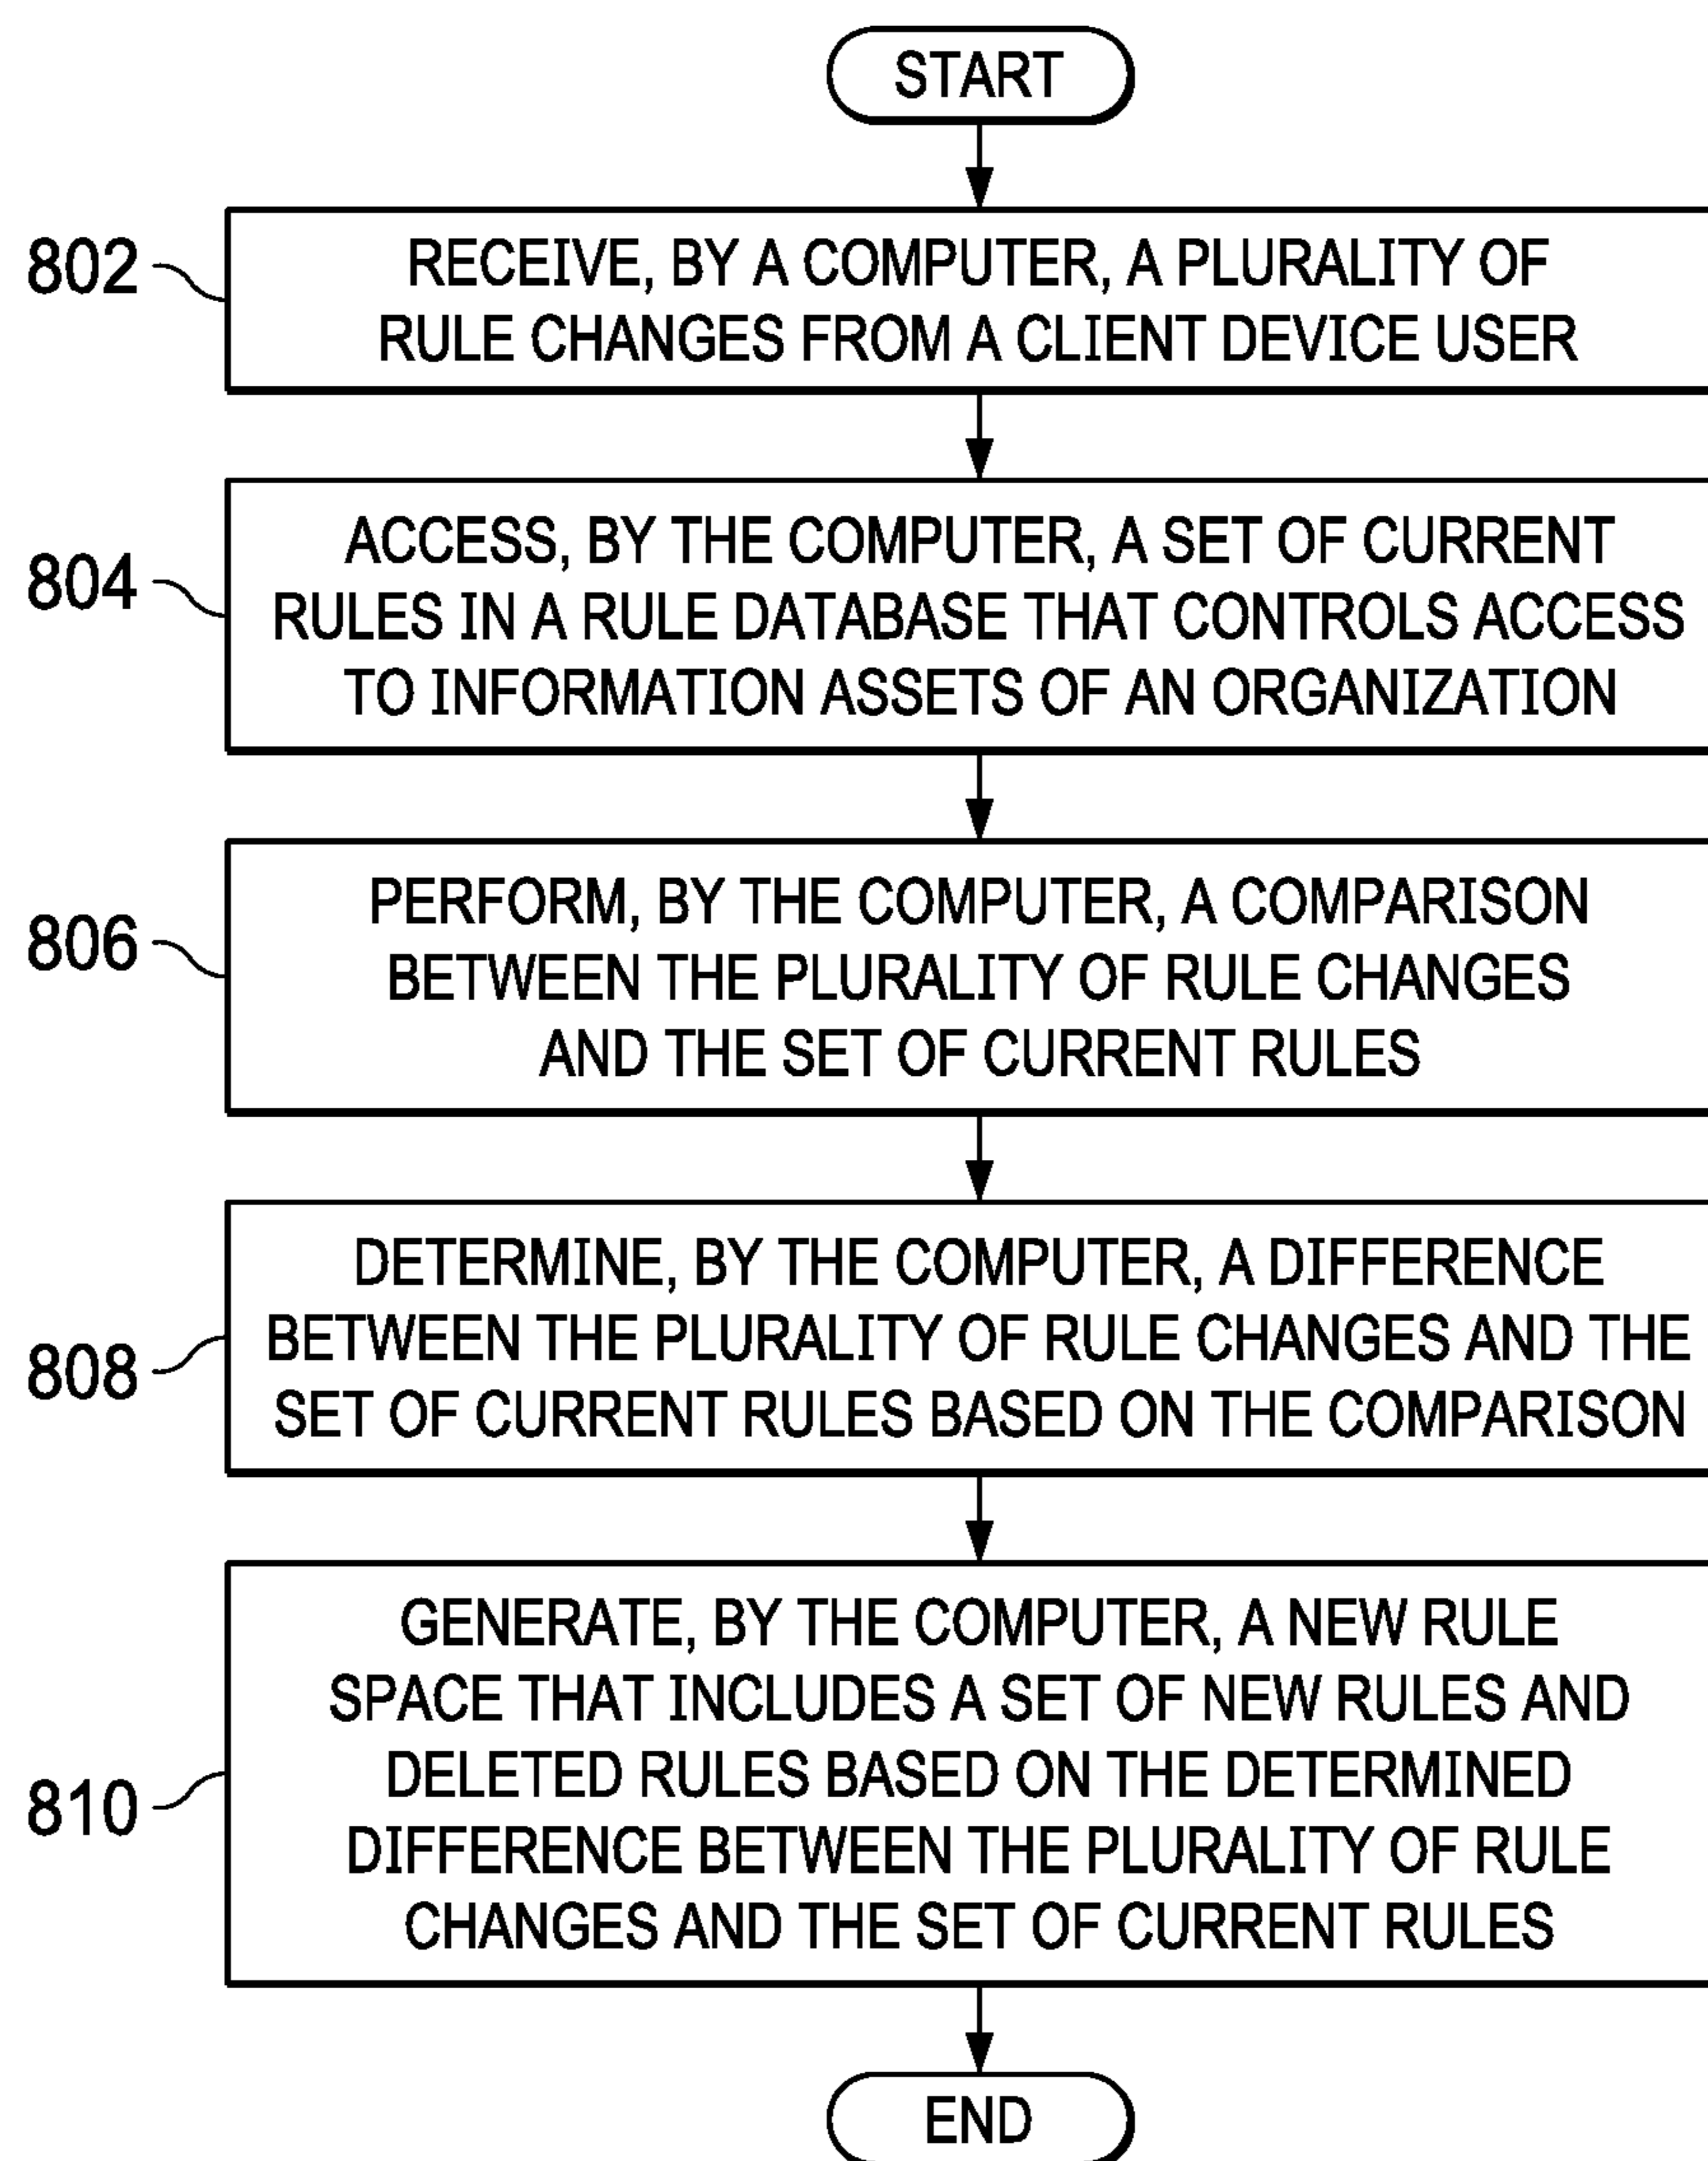 START
802
RECEIVE, BY A COMPUTER, A PLURALITY OF
RULE CHANGES FROM A CLIENT DEVICE USER
804
ACCESS, BY THE COMPUTER, A SET OF CURRENT
RULES IN A RULE DATABASE THAT CONTROLS ACCESS
TO INFORMATION ASSETS OF AN ORGANIZATION
806
PERFORM, BY THE COMPUTER, A COMPARISON
BETWEEN THE PLURALITY OF RULE CHANGES
AND THE SET OF CURRENT RULES
808
DETERMINE, BY THE COMPUTER, A DIFFERENCE
BETWEEN THE PLURALITY OF RULE CHANGES AND THE
SET OF CURRENT RULES BASED ON THE COMPARISON
810
GENERATE, BY THE COMPUTER, A NEW RULE
SPACE THAT INCLUDES A SET OF NEW RULES AND
DELETED RULES BASED ON THE DETERMINED
DIFFERENCE BETWEEN THE PLURALITY OF RULE
CHANGES AND THE SET OF CURRENT RULES
END